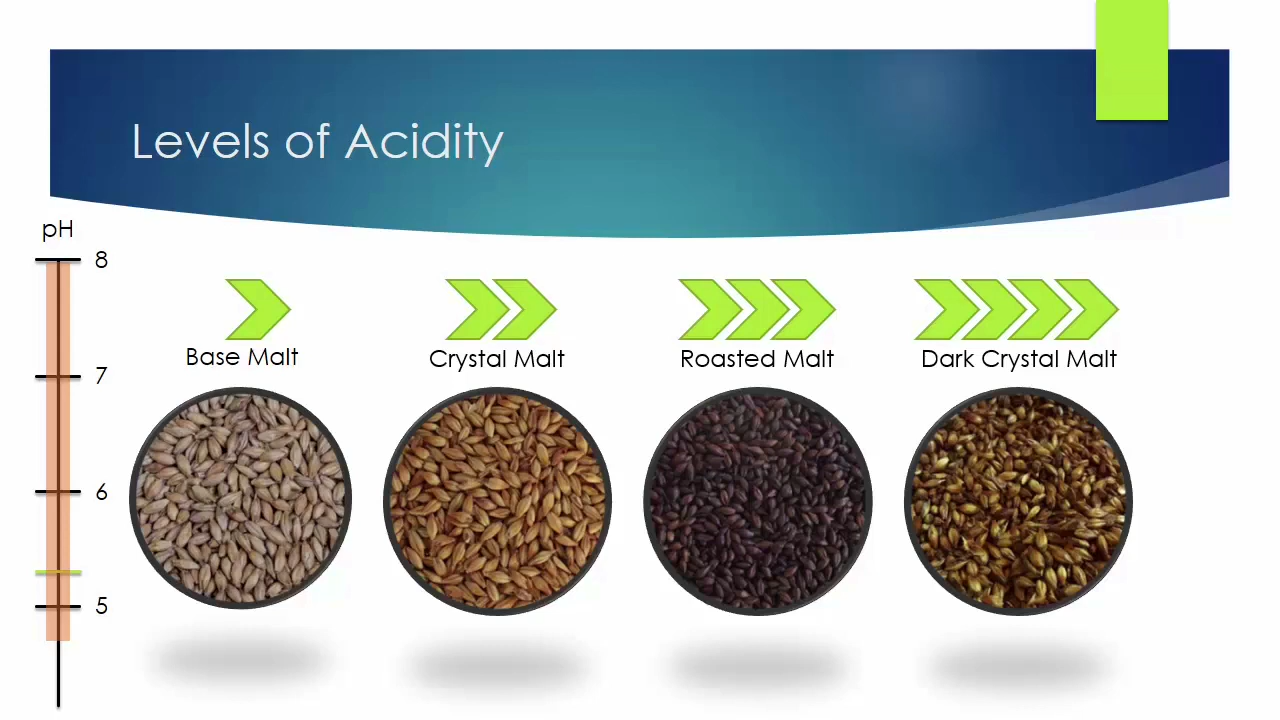 Levels of Acidity
pH
8
7
6
5
Base Malt
Crystal Malt
Roasted Malt
Dark Crystal Malt